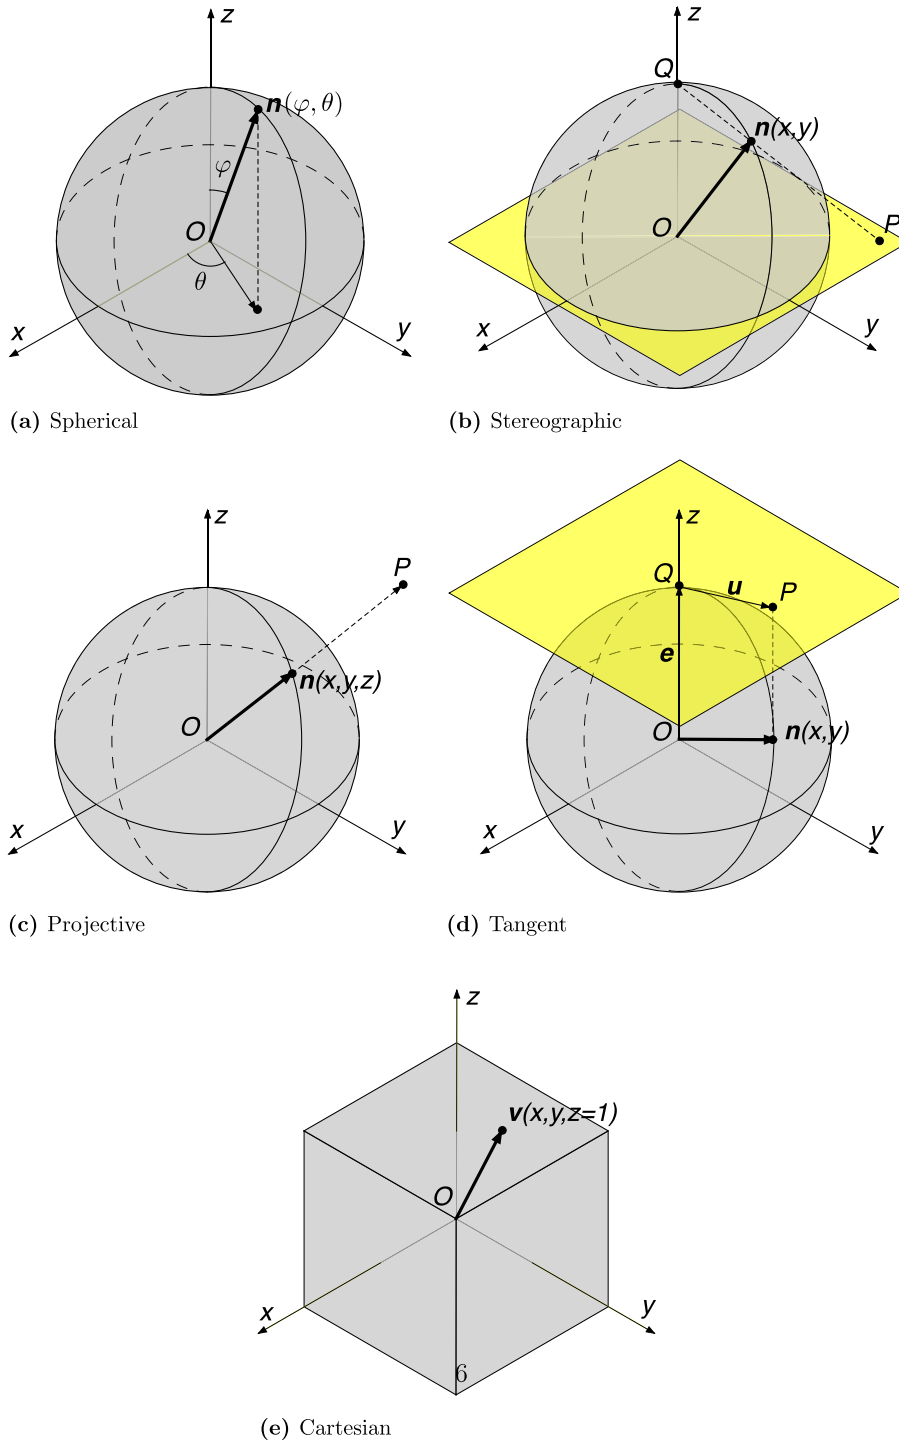 z
n(φ, θ)
φ
O
θ
x
y
(a) Spherical
z
Q
n(x,y)
P
O
x
y
(b) Stereographic
z
P
n(x,y,z)
O
x
y
(c) Projective
z
Q
u
P
e
O
n(x,y)
x
y
(d) Tangent
z
v(x,y,z=1)
O
x
y
6
(e) Cartesian